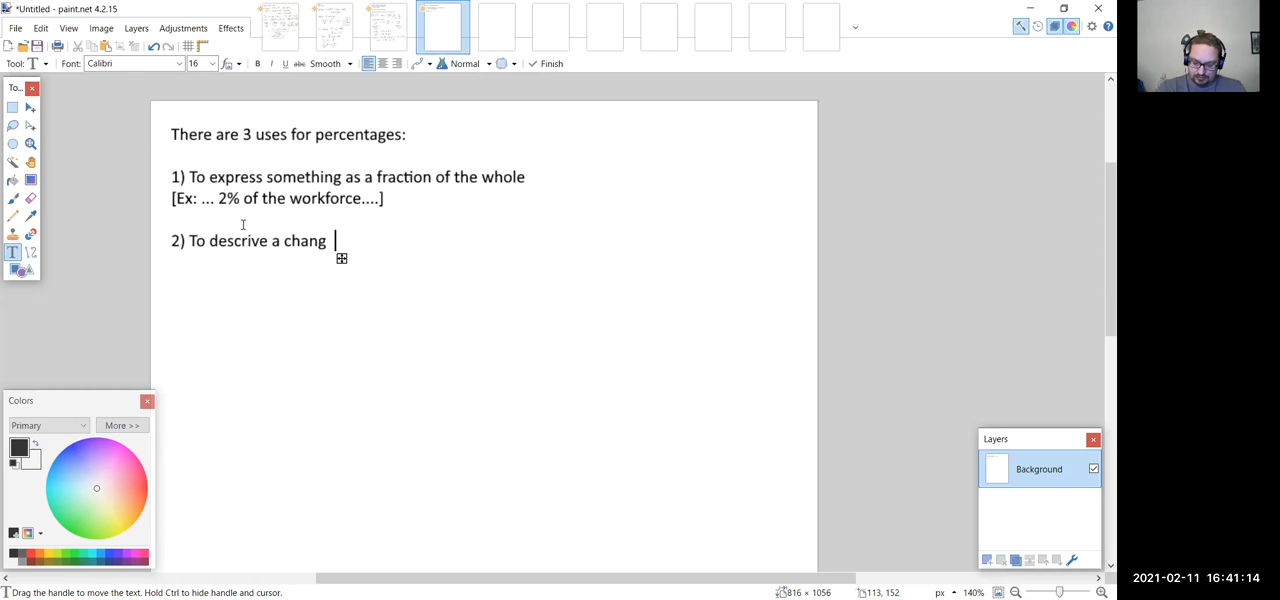 *Untitled - paint.net 4.2.15
File Edit View Image Layers Adjustments Effects
Tool: T Font: Calibri 16 B I U abc Smooth Normal Finish
To...
There are 3 uses for percentages:
1) To express something as a fraction of the whole
[Ex: ... 2% of the workforce....]
2) To descrive a chang
Colors
Primary More >>
Layers
Background
2021-02-11 16:41:14
Drag the handle to move the text. Hold Ctrl to hide handle and cursor. 816 × 1056 113, 152 px 140%